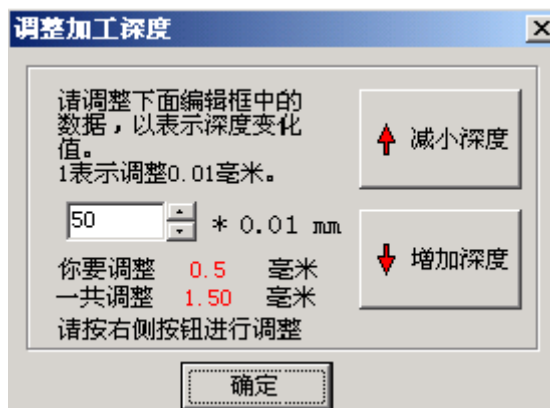 调整加工深度
请调整下面编辑框中的
数据，以表示深度变化
值。
1表示调整0.01毫米。
50 * 0.01 mm
你要调整 0.5 毫米
一共调整 1.50 毫米
请按右侧按钮进行调整
减小深度
增加深度
确定